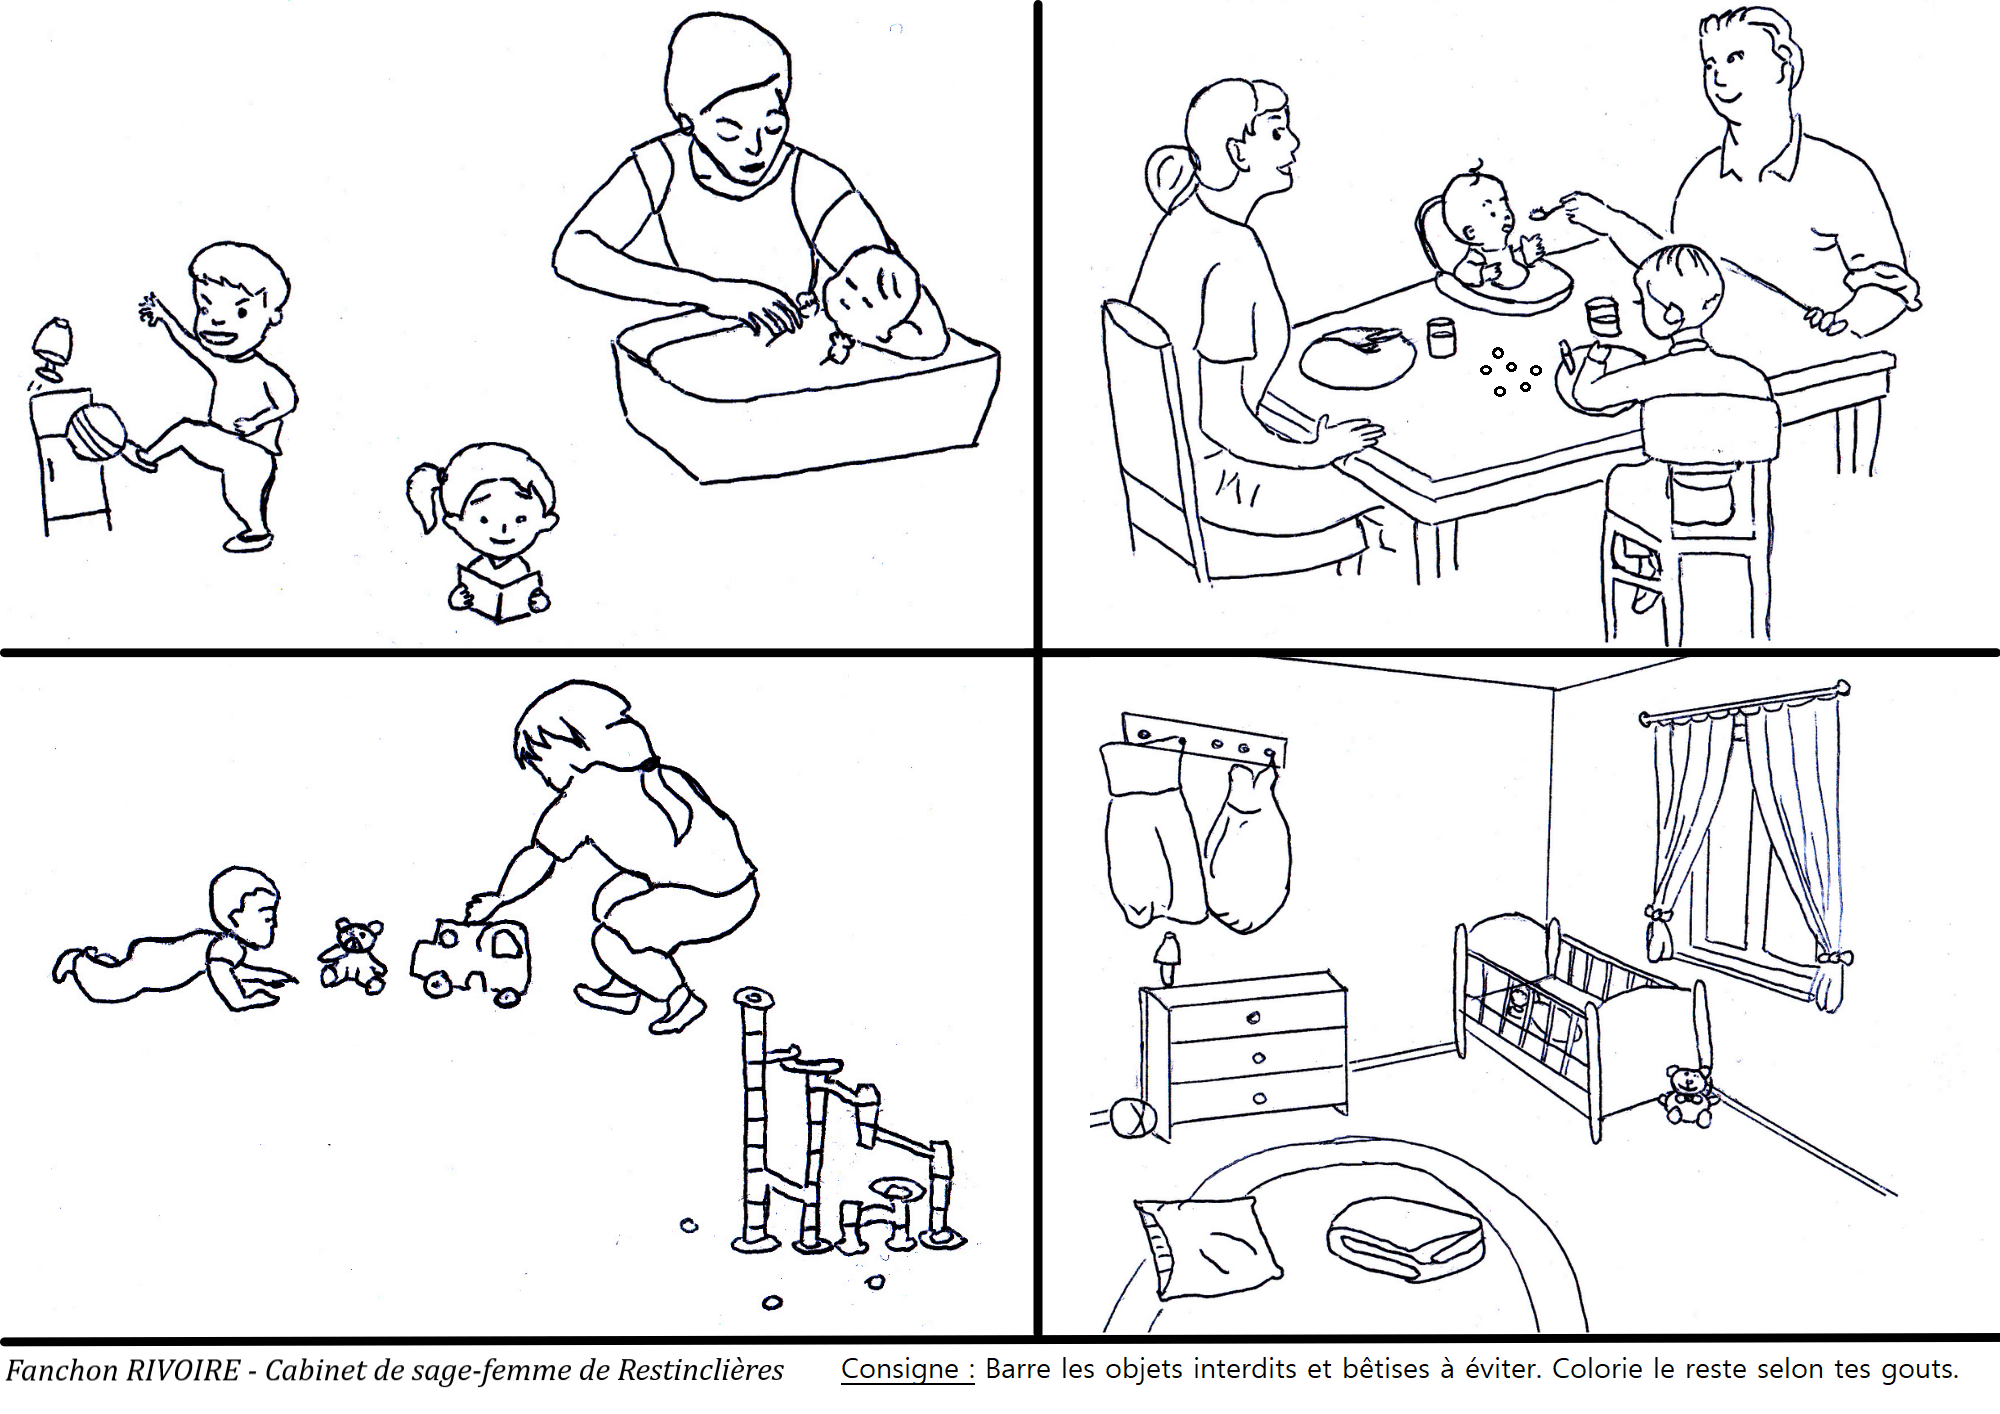 Fanchon RIVOIRE - Cabinet de sage-femme de Restinclières
Consigne : Barre les objets interdits et bêtises à éviter. Colorie le reste selon tes gouts.